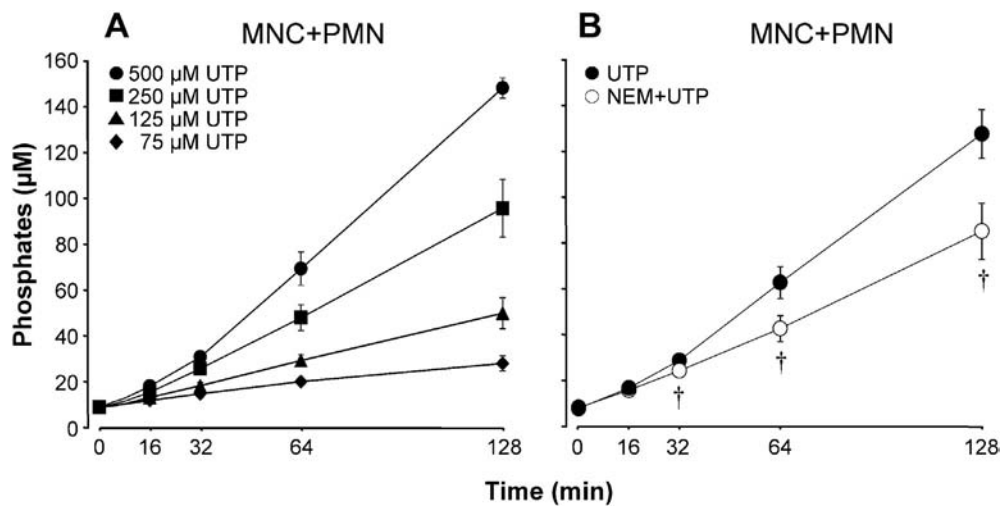 A
MNC+PMN
500 µM UTP
250 µM UTP
125 µM UTP
75 µM UTP
Phosphates (µM)
160
140
120
100
80
60
40
20
0
0 16 32 64 128
B
MNC+PMN
UTP
NEM+UTP
†
†
†
0 16 32 64 128
Time (min)